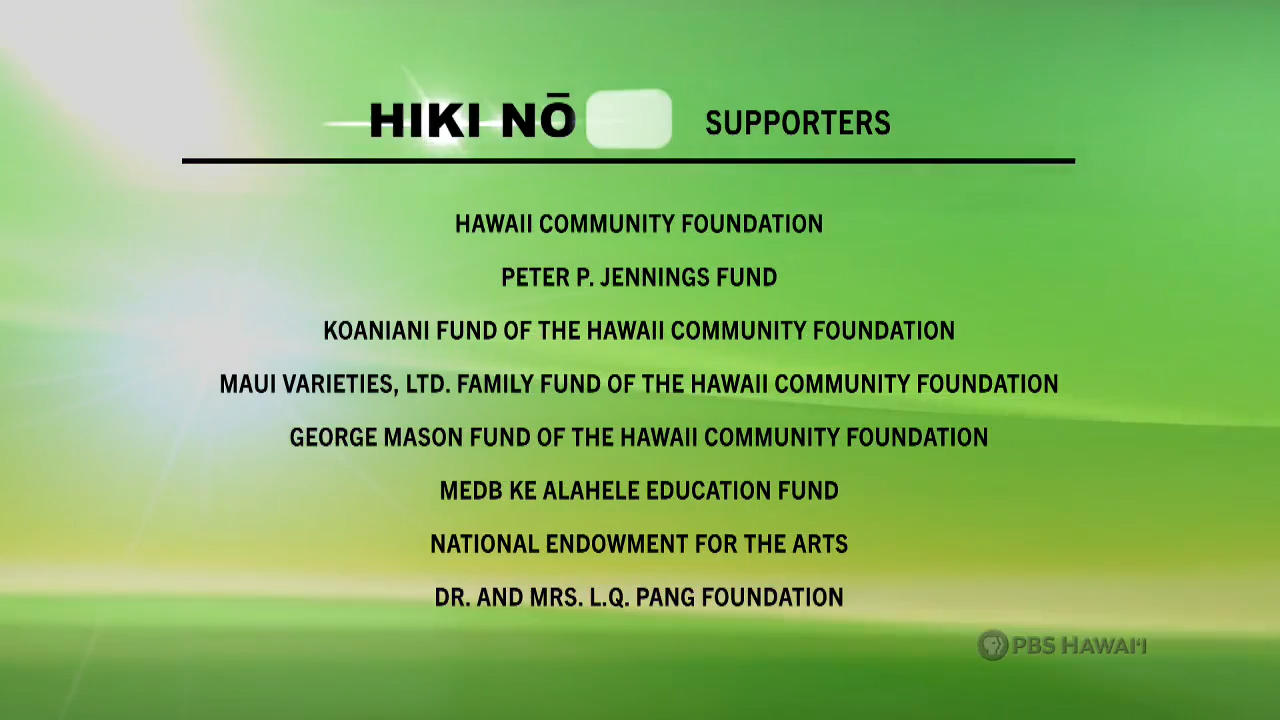 HIKI NŌ SUPPORTERS
HAWAII COMMUNITY FOUNDATION
PETER P. JENNINGS FUND
KOANIANI FUND OF THE HAWAII COMMUNITY FOUNDATION
MAUI VARIETIES, LTD. FAMILY FUND OF THE HAWAII COMMUNITY FOUNDATION
GEORGE MASON FUND OF THE HAWAII COMMUNITY FOUNDATION
MEDB KE ALAHELE EDUCATION FUND
NATIONAL ENDOWMENT FOR THE ARTS
DR. AND MRS. L.Q. PANG FOUNDATION
PBS HAWAIʻI